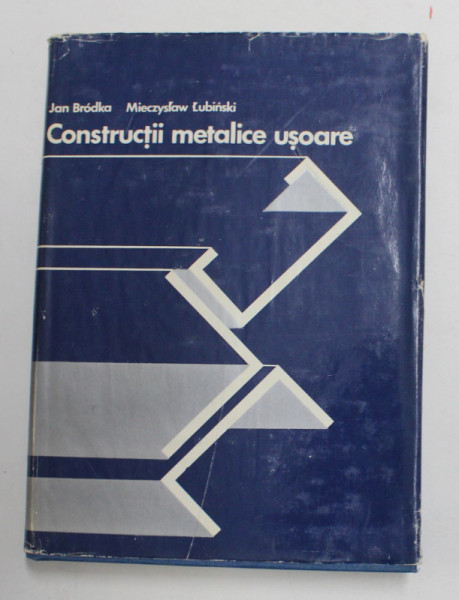 Jan Bródka Mieczysław Łubiński
Construcții metalice ușoare